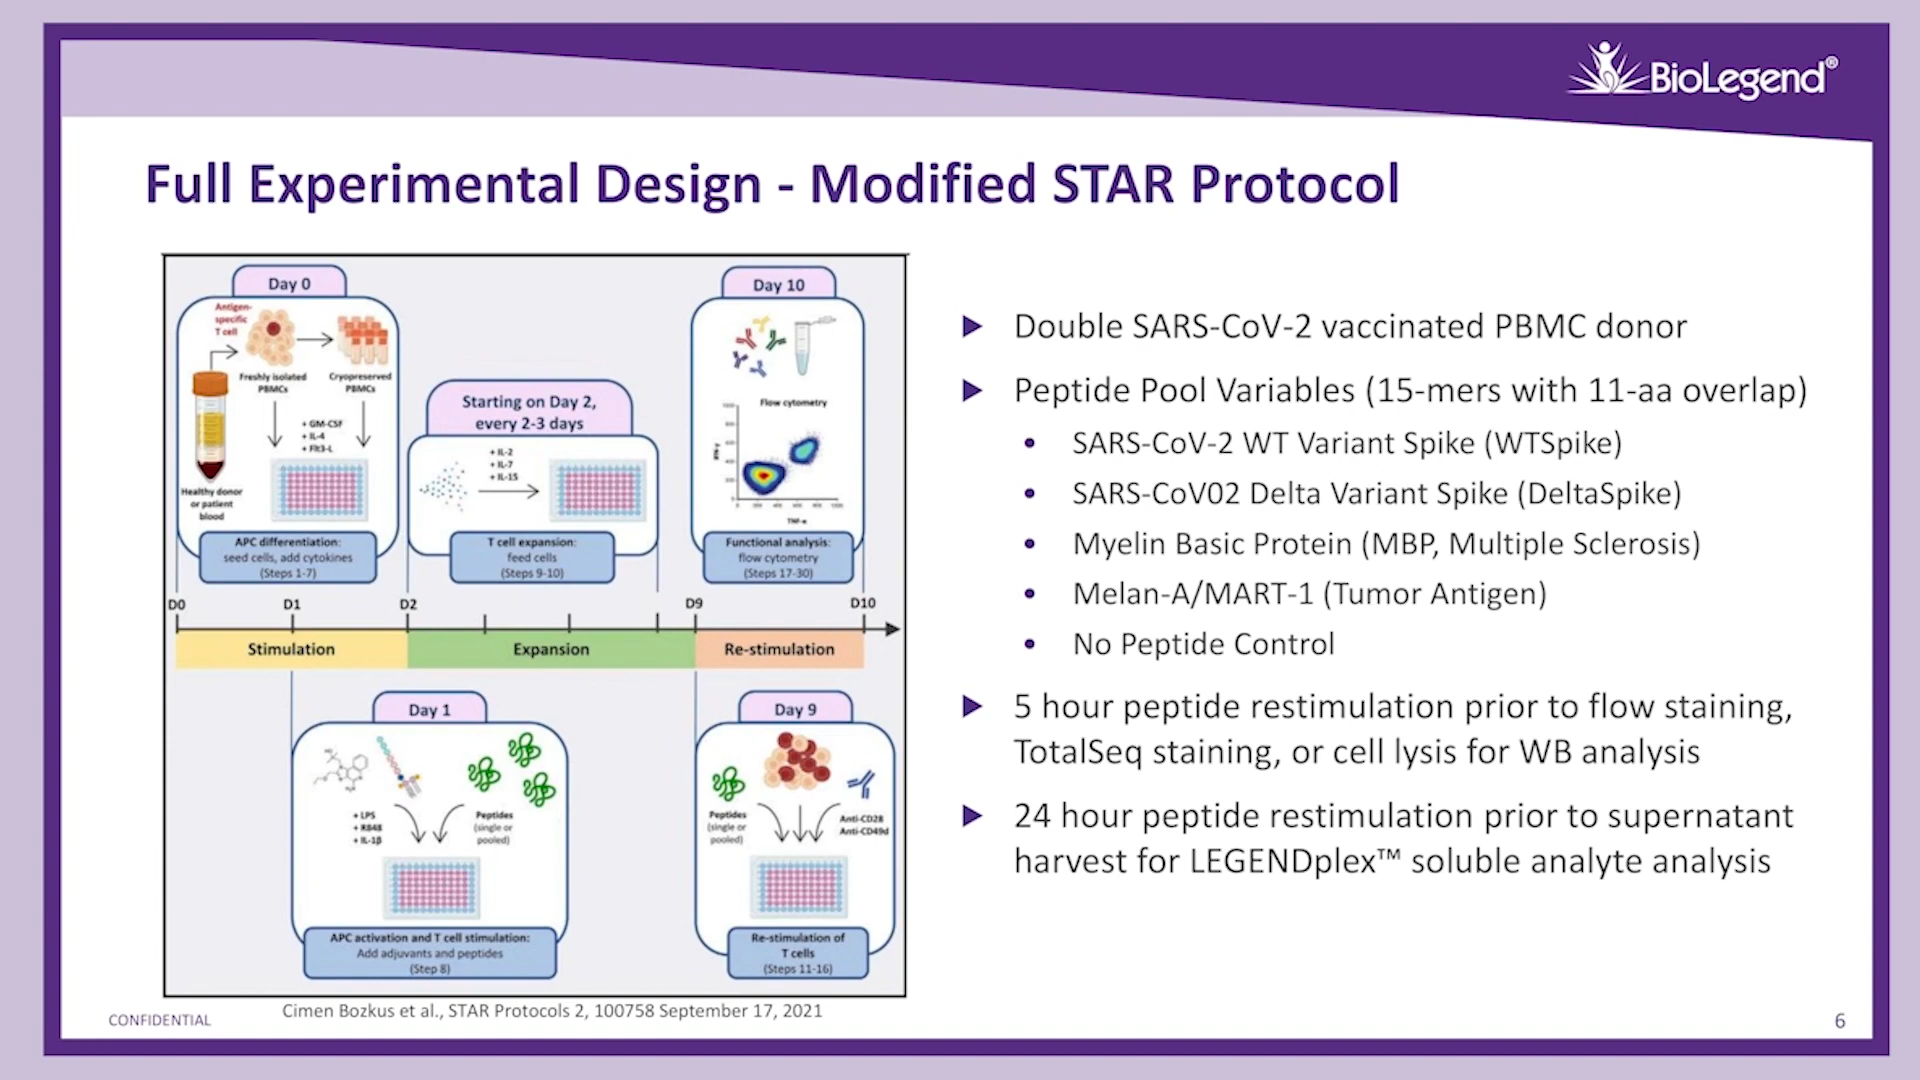 BioLegend®
Full Experimental Design - Modified STAR Protocol
Day 0
Antigen-
specific
T cell
Freshly isolated
PBMCs
Cryopreserved
PBMCs
+ GM-CSF
+ IL-4
+ Flt3-L
Healthy donor
or patient
blood
APC differentiation:
seed cells, add cytokines
(Steps 1-7)
Starting on Day 2,
every 2-3 days
+ IL-2
+ IL-7
+ IL-15
T cell expansion:
feed cells
(Steps 9-10)
Day 10
Flow cytometry
TNF-α
Functional analysis:
flow cytometry
(Steps 17-30)
D0
D1
D2
D9
D10
Stimulation
Expansion
Re-stimulation
Day 1
+ LPS
+ R848
+ IL-1β
Peptides
(single or
pooled)
APC activation and T cell stimulation:
Add adjuvants and peptides
(Step 8)
Day 9
Peptides
(single or
pooled)
Anti-CD28
Anti-CD49d
Re-stimulation of
T cells
(Steps 11-16)
Cimen Bozkus et al., STAR Protocols 2, 100758 September 17, 2021
Double SARS-CoV-2 vaccinated PBMC donor
Peptide Pool Variables (15-mers with 11-aa overlap)
• SARS-CoV-2 WT Variant Spike (WTSpike)
• SARS-CoV02 Delta Variant Spike (DeltaSpike)
• Myelin Basic Protein (MBP, Multiple Sclerosis)
• Melan-A/MART-1 (Tumor Antigen)
• No Peptide Control
5 hour peptide restimulation prior to flow staining,
TotalSeq staining, or cell lysis for WB analysis
24 hour peptide restimulation prior to supernatant
harvest for LEGENDplex™ soluble analyte analysis
CONFIDENTIAL
6